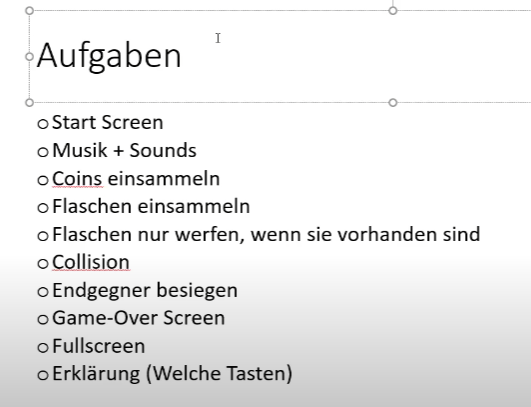 Aufgaben
Start Screen
Musik + Sounds
Coins einsammeln
Flaschen einsammeln
Flaschen nur werfen, wenn sie vorhanden sind
Collision
Endgegner besiegen
Game-Over Screen
Fullscreen
Erklärung (Welche Tasten)